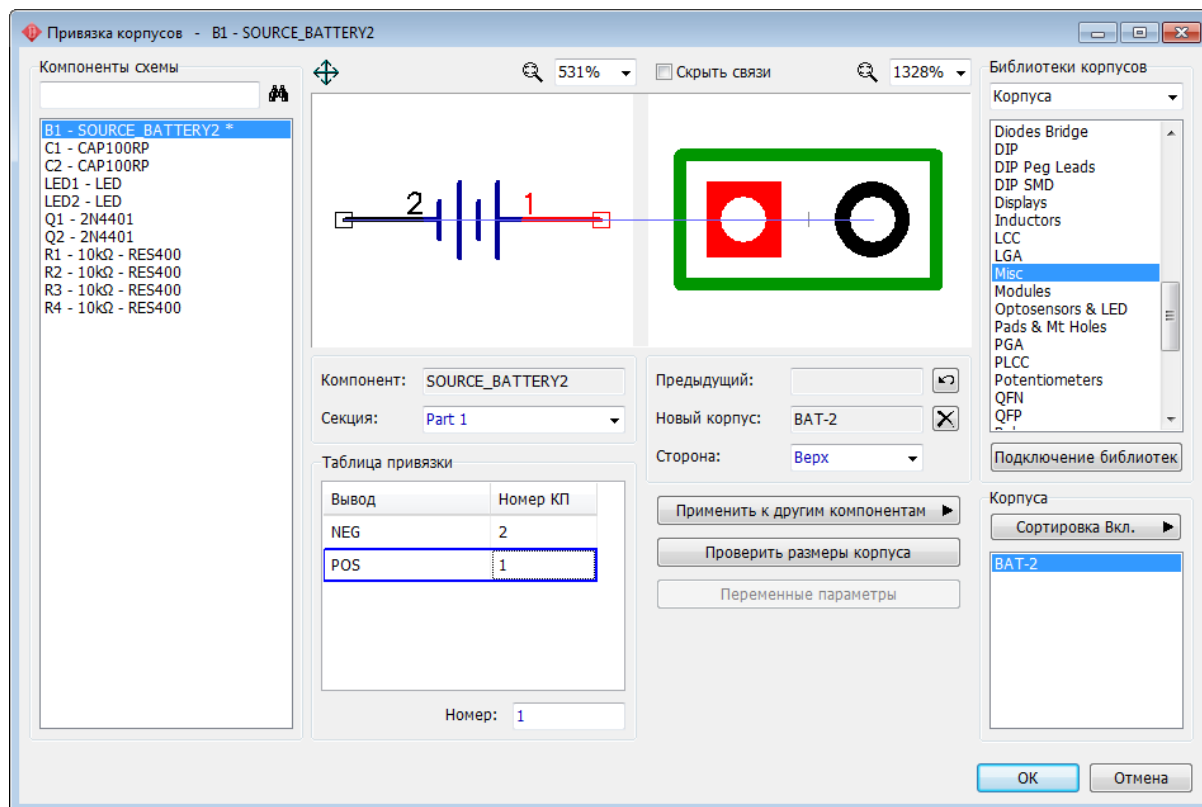 Привязка корпусов - B1 - SOURCE_BATTERY2
Компоненты схемы
B1 - SOURCE_BATTERY2 *
C1 - CAP100RP
C2 - CAP100RP
LED1 - LED
LED2 - LED
Q1 - 2N4401
Q2 - 2N4401
R1 - 10kΩ - RES400
R2 - 10kΩ - RES400
R3 - 10kΩ - RES400
R4 - 10kΩ - RES400
531%
Скрыть связи
1328%
2
1
Компонент: SOURCE_BATTERY2
Секция: Part 1
Таблица привязки
Вывод Номер КП
NEG 2
POS 1
Номер: 1
Предыдущий:
Новый корпус: BAT-2
Сторона: Верх
Применить к другим компонентам
Проверить размеры корпуса
Переменные параметры
Библиотеки корпусов
Корпуса
Diodes Bridge
DIP
DIP Peg Leads
DIP SMD
Displays
Inductors
LCC
LGA
Misc
Modules
Optosensors & LED
Pads & Mt Holes
PGA
PLCC
Potentiometers
QFN
QFP
Подключение библиотек
Корпуса
Сортировка Вкл.
BAT-2
OK
Отмена